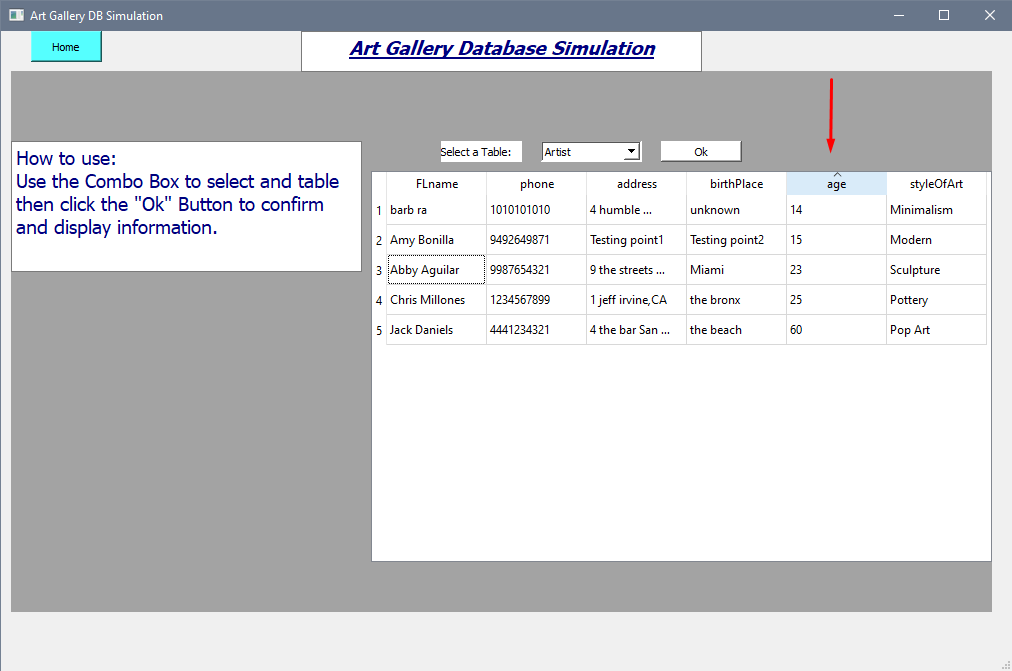 Art Gallery DB Simulation
Home
Art Gallery Database Simulation
How to use:
Use the Combo Box to select and table
then click the "Ok" Button to confirm
and display information.
Select a Table: Artist Ok
FLname phone address birthPlace age styleOfArt
1 barb ra 1010101010 4 humble ... unknown 14 Minimalism
2 Amy Bonilla 9492649871 Testing point1 Testing point2 15 Modern
3 Abby Aguilar 9987654321 9 the streets ... Miami 23 Sculpture
4 Chris Millones 1234567899 1 jeff irvine,CA the bronx 25 Pottery
5 Jack Daniels 4441234321 4 the bar San ... the beach 60 Pop Art